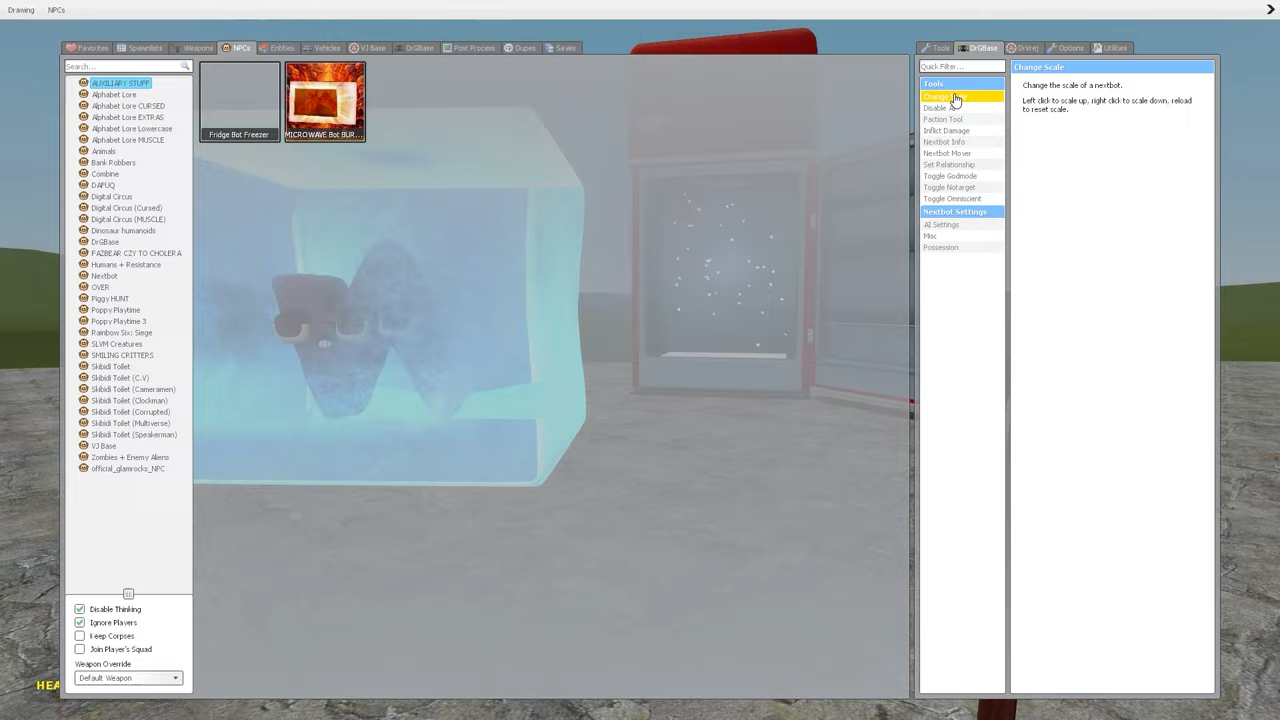 Drawing NPCs
Favorites Spawnlists Weapons NPCs Entities Vehicles VJ Base DrGBase Post Process Dupes Saves
Search...
AUXILIARY STUFF
Alphabet Lore
Alphabet Lore CURSED
Alphabet Lore EXTRAS
Alphabet Lore Lowercase
Alphabet Lore MUSCLE
Animals
Bank Robbers
Combine
DAFUQ
Digital Circus
Digital Circus (Cursed)
Digital Circus (MUSCLE)
Dinosaur humanoids
DrGBase
FAZBEAR CZY TO CHOLERA
Humans + Resistance
Nextbot
OVER
Piggy HUNT
Poppy Playtime
Poppy Playtime 3
Rainbow Six: Siege
SLVM Creatures
SMILING CRITTERS
Skibidi Toilet
Skibidi Toilet (C.V)
Skibidi Toilet (Cameramen)
Skibidi Toilet (Clockman)
Skibidi Toilet (Corrupted)
Skibidi Toilet (Multiverse)
Skibidi Toilet (Speakerman)
VJ Base
Zombies + Enemy Aliens
official_glamrocks_NPC
Disable Thinking
Ignore Players
Keep Corpses
Join Player's Squad
Weapon Override
Default Weapon
HEA
Fridge Bot Freezer
MICROWAVE Bot BUR...
Tools DrGBase DrVrej Options Utilities
Quick Filter...
Tools
Change
Disable
Faction Tool
Inflict Damage
Nextbot Info
Nextbot Mover
Set Relationship
Toggle Godmode
Toggle Notarget
Toggle Omniscient
Nextbot Settings
AI Settings
Misc
Possession
Change Scale
Change the scale of a nextbot.
Left click to scale up, right click to scale down, reload
to reset scale.